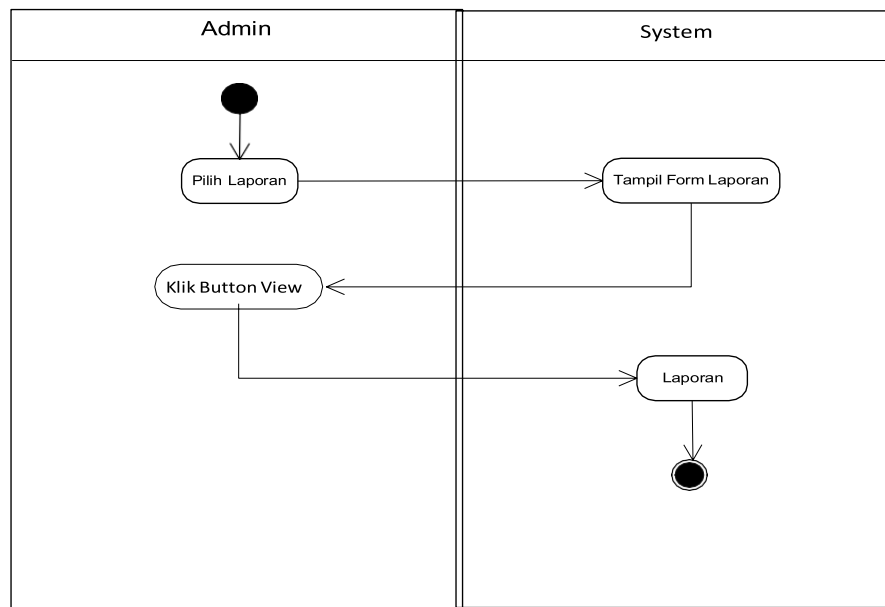 Admin
System
Pilih Laporan
Tampil Form Laporan
Klik Button View
Laporan